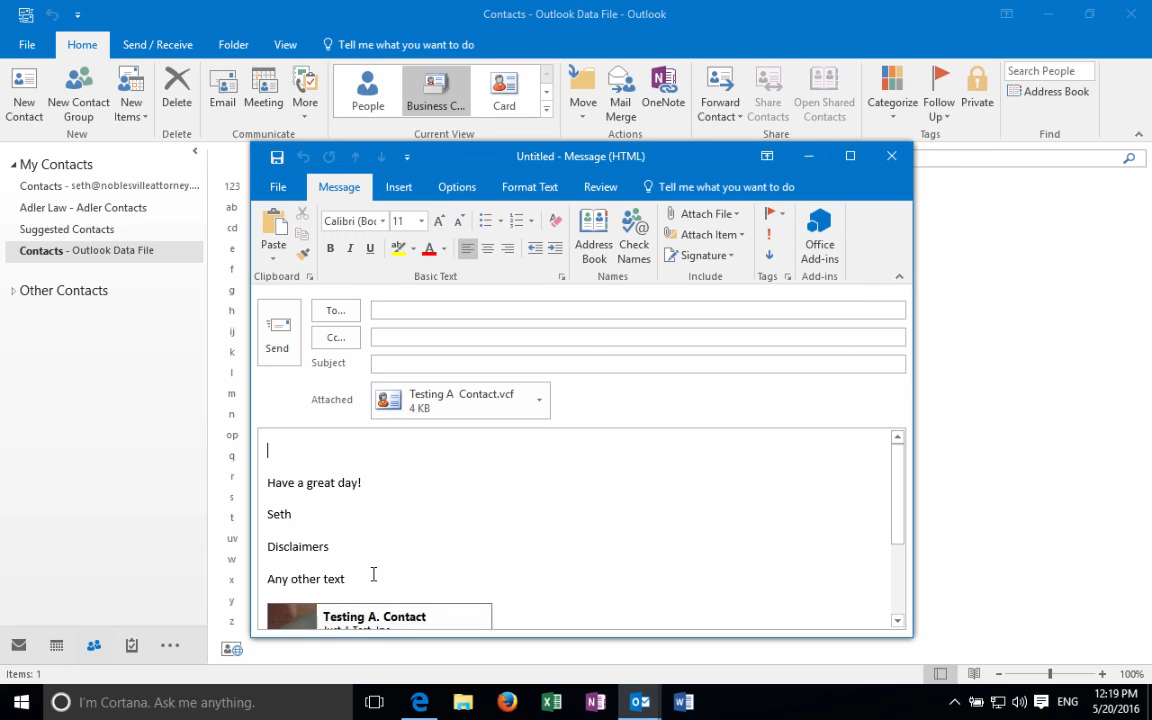 Contacts - Outlook Data File - Outlook
File
Home
Send / Receive
Folder
View
Tell me what you want to do
New Contact
New Contact Group
New Items
Delete
Email
Meeting
More
People
Business C...
Card
Move
Mail Merge
OneNote
Forward Contact
Share Contacts
Open Shared Contacts
Categorize
Follow Up
Private
Search People
Address Book
New
Delete
Communicate
Current View
Actions
Share
Tags
Find
My Contacts
Contacts - seth@noblesvilleattorney....
Adler Law - Adler Contacts
Suggested Contacts
Contacts - Outlook Data File
Other Contacts
123
ab
cd
e
f
g
h
ij
k
l
m
n
op
q
r
s
t
uv
w
x
y
z
Untitled - Message (HTML)
File
Message
Insert
Options
Format Text
Review
Tell me what you want to do
Paste
Calibri (Boc
11
B I U
A
Address Book
Check Names
Attach File
Attach Item
Signature
Office Add-ins
Clipboard
Basic Text
Names
Include
Tags
Add-ins
Send
To...
Cc...
Subject
Attached
Testing A Contact.vcf
4 KB
Have a great day!
Seth
Disclaimers
Any other text
Testing A. Contact
Items: 1
100%
I'm Cortana. Ask me anything.
ENG
12:19 PM
5/20/2016